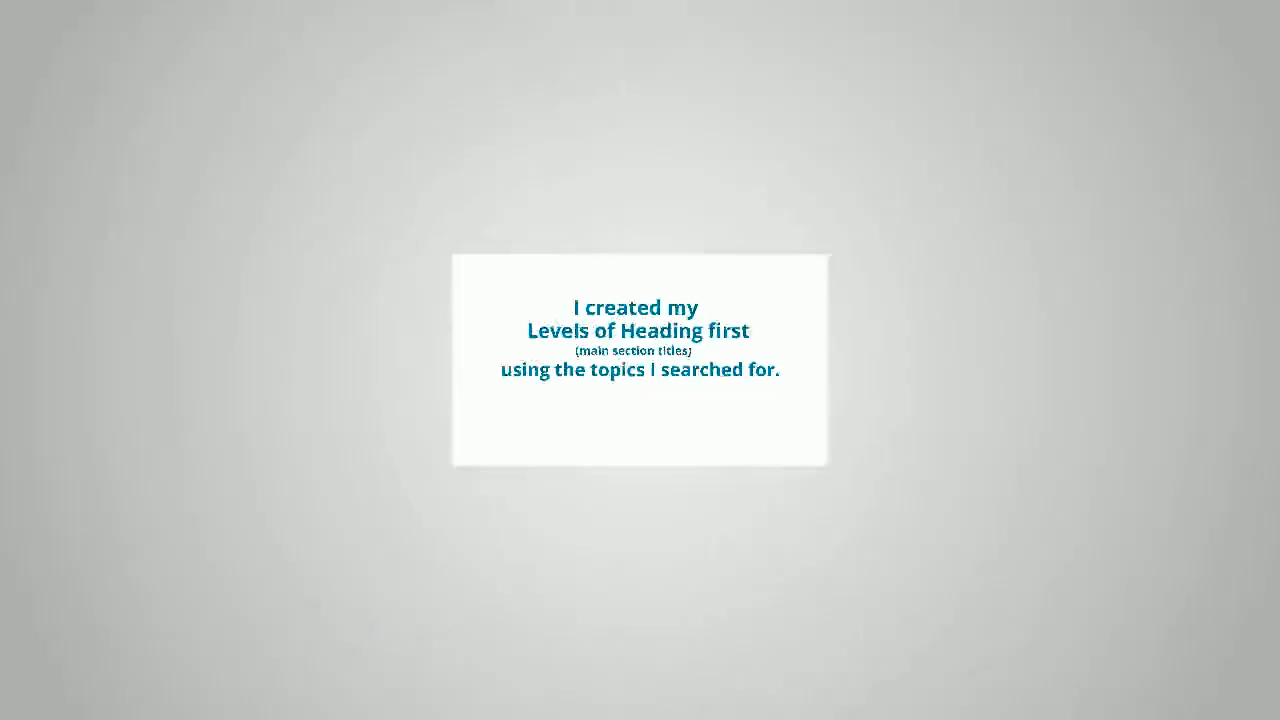 I created my
Levels of Heading first
(main section titles)
using the topics I searched for.